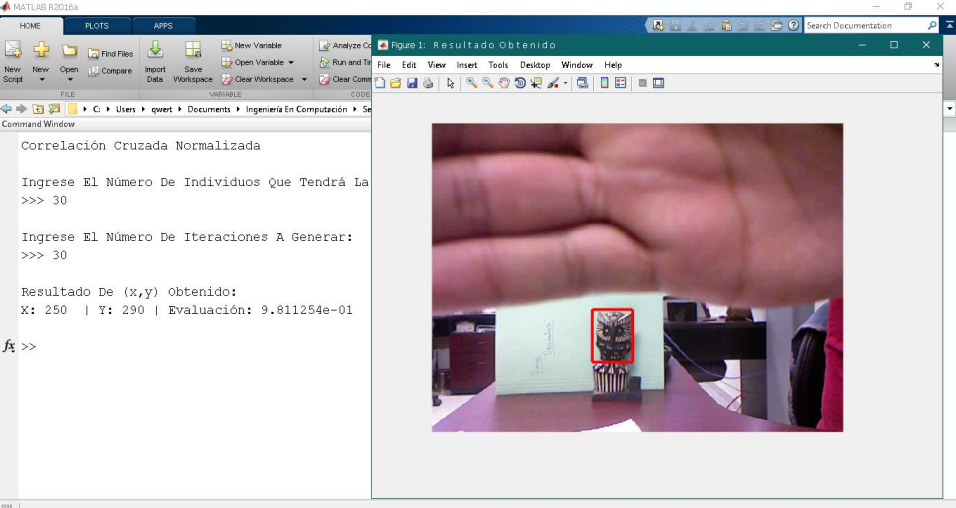 MATLAB R2016a
HOME PLOTS APPS
Search Documentation
New Script
New
Open
Find Files
Compare
Import Data
Save Workspace
New Variable
Open Variable
Clear Workspace
Analyze Co
Run and Tim
Clear Comm
FILE VARIABLE CODE
C: Users qwert Documents Ingeniería En Computación Se
Command Window
Correlación Cruzada Normalizada
Ingrese El Número De Individuos Que Tendrá La
>>> 30
Ingrese El Número De Iteraciones A Generar:
>>> 30
Resultado De (x,y) Obtenido:
X: 250 | Y: 290 | Evaluación: 9.811254e-01
fx >>
Figure 1: Resultado Obtenido
File Edit View Insert Tools Desktop Window Help